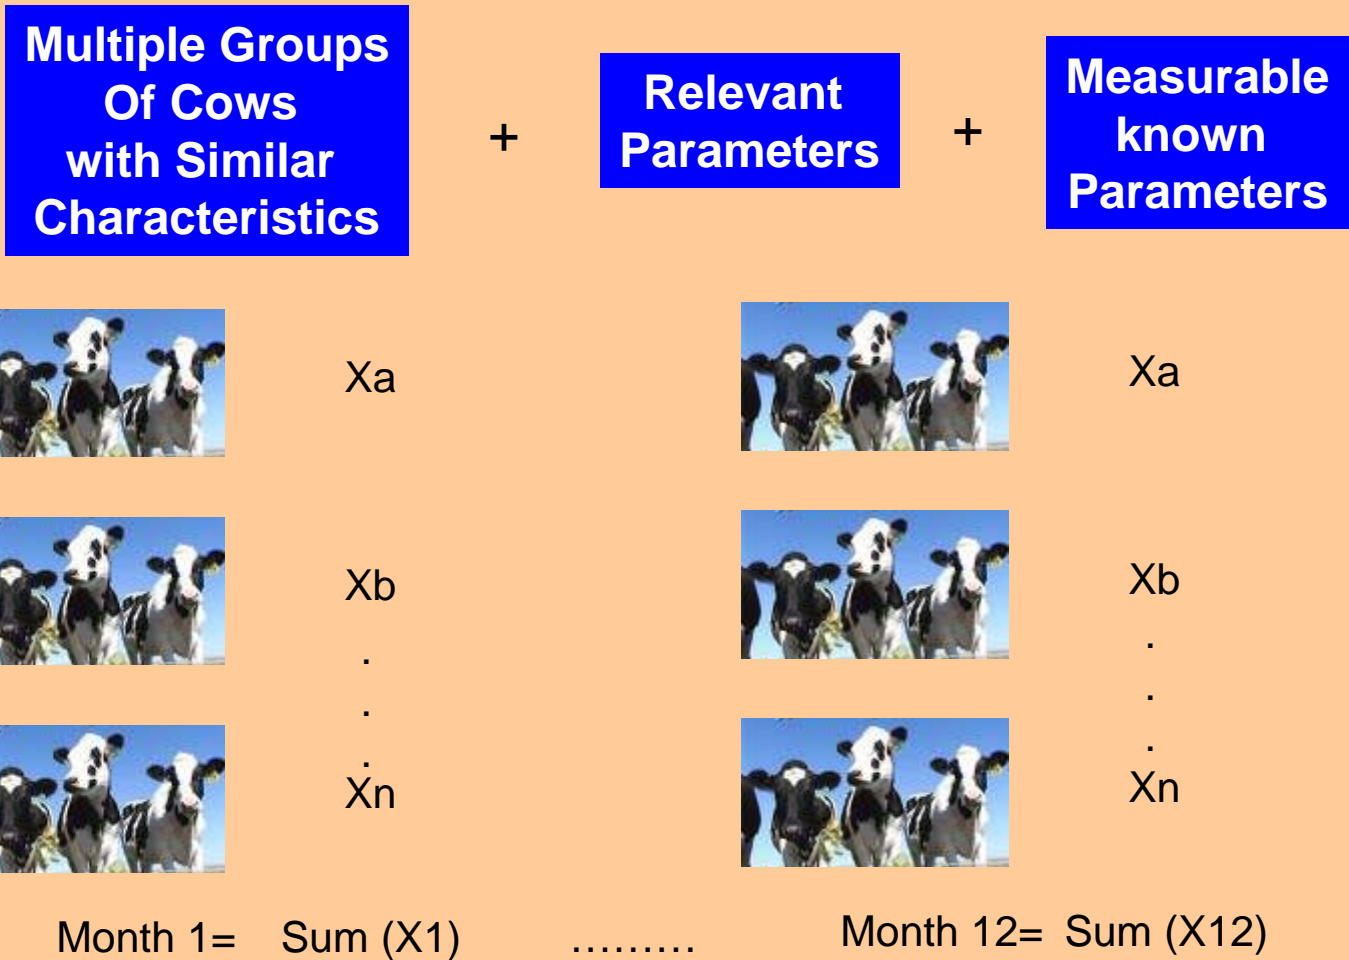 Multiple Groups
Of Cows
with Similar
Characteristics
+
Relevant
Parameters
+
Measurable
known
Parameters
Xa
Xa
Xb
Xb
.
.
.
.
.
.
Xn
Xn
Month 1= Sum (X1) ......... Month 12= Sum (X12)